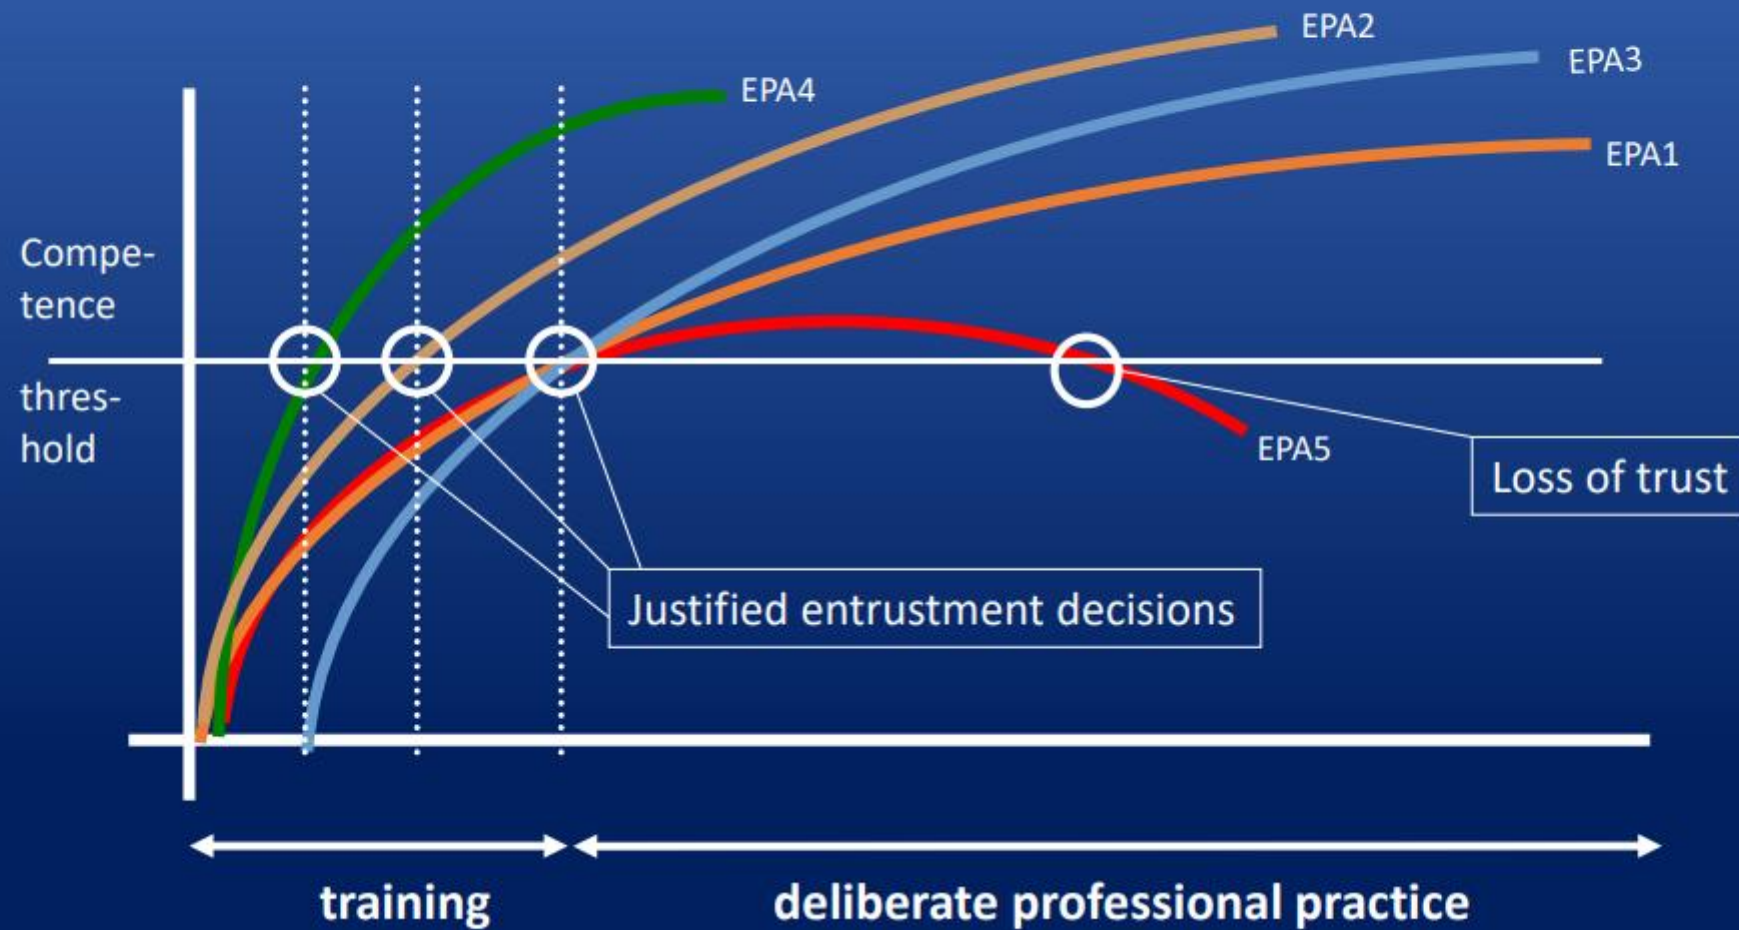 EPA2
EPA3
EPA4
EPA1
Compe-
tence
thres-
hold
EPA5
Loss of trust
Justified entrustment decisions
training
deliberate professional practice